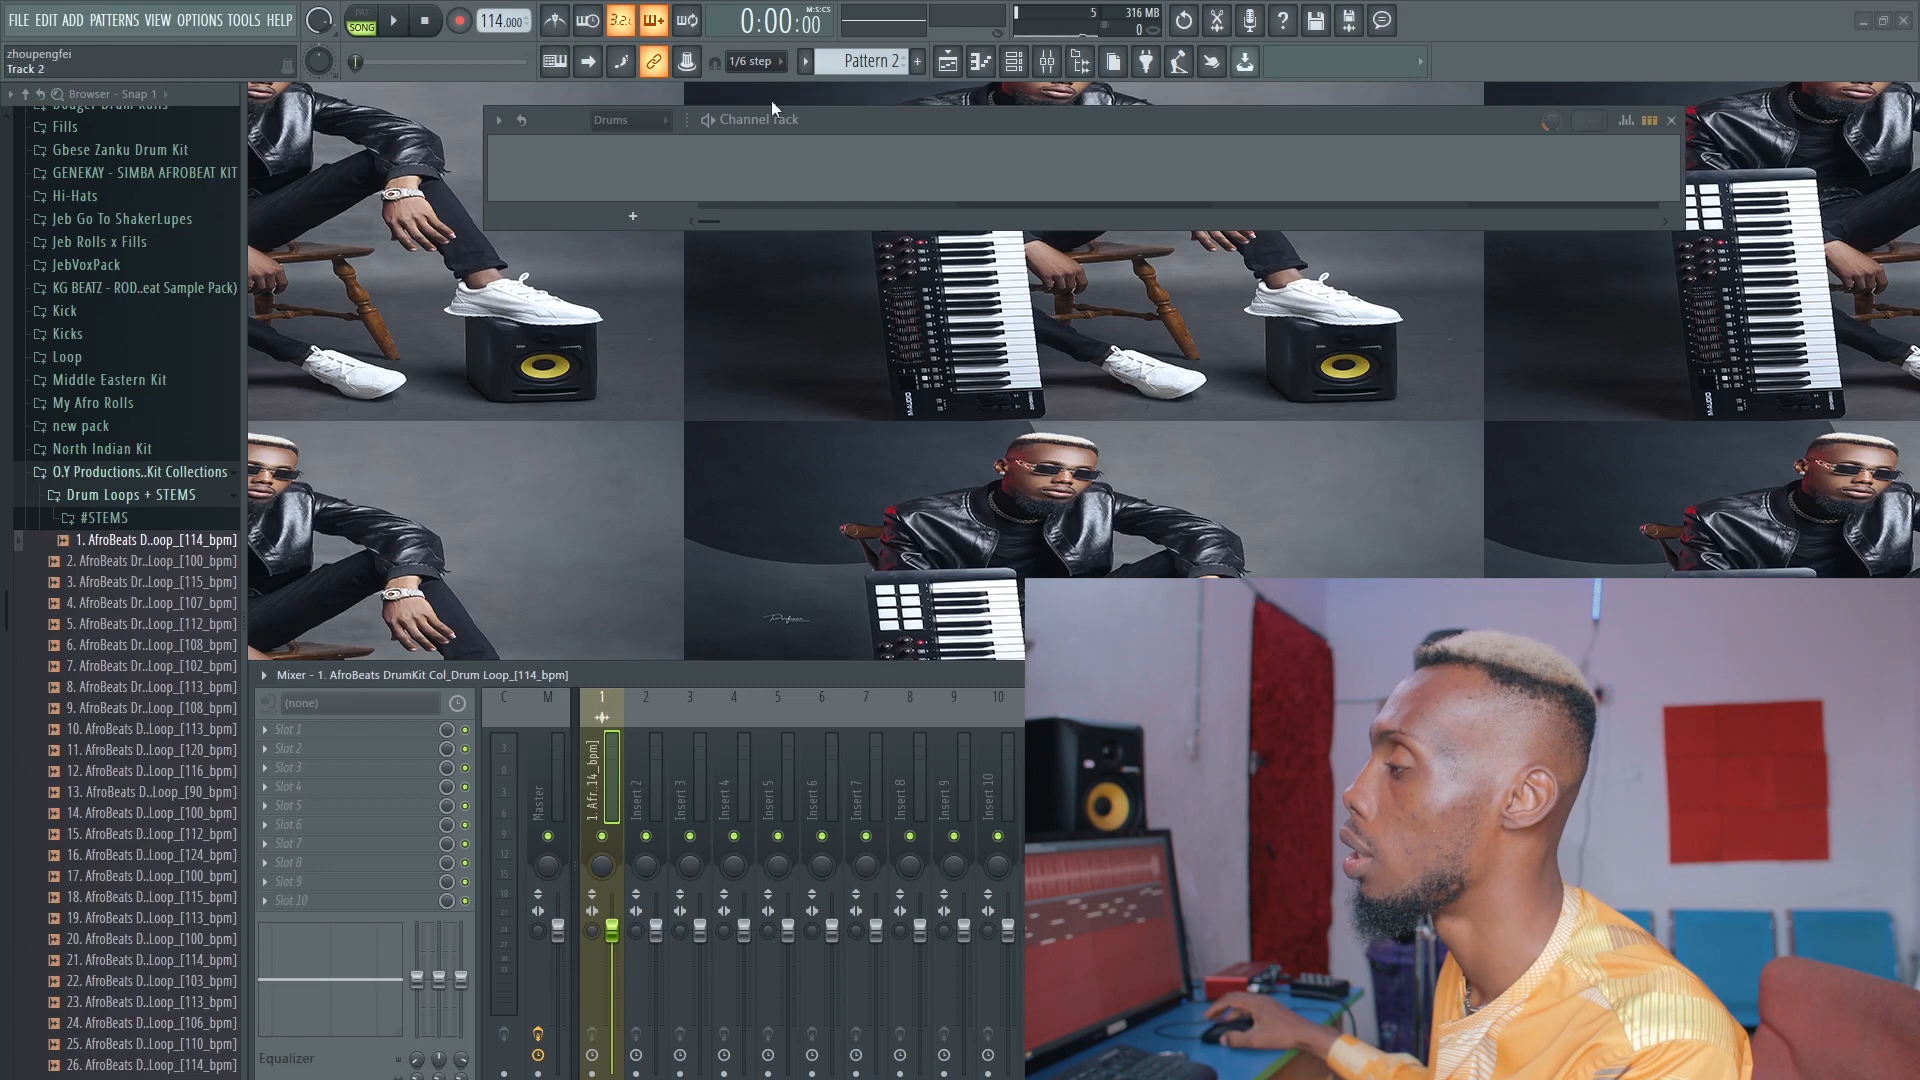 FILE EDIT ADD PATTERNS VIEW OPTIONS TOOLS HELP
PAT
SONG
114.000
3.2.
0:00:00
M:S:CS
5
316 MB
0
zhoupengfei
Track 2
1/6 step
Pattern 2
Browser - Snap 1
Fills
Gbese Zanku Drum Kit
GENEKAY - SIMBA AFROBEAT KIT
Hi-Hats
Jeb Go To ShakerLupes
Jeb Rolls x Fills
JebVoxPack
KG BEATZ - ROD..eat Sample Pack)
Kick
Kicks
Loop
Middle Eastern Kit
My Afro Rolls
new pack
North Indian Kit
O.Y Productions..Kit Collections
Drum Loops + STEMS
#STEMS
1. AfroBeats D..oop_[114_bpm]
2. AfroBeats Dr..Loop_[100_bpm]
3. AfroBeats Dr..Loop_[115_bpm]
4. AfroBeats Dr..Loop_[107_bpm]
5. AfroBeats Dr..Loop_[112_bpm]
6. AfroBeats Dr..Loop_[108_bpm]
7. AfroBeats Dr..Loop_[102_bpm]
8. AfroBeats Dr..Loop_[113_bpm]
9. AfroBeats Dr..Loop_[108_bpm]
10. AfroBeats D..Loop_[113_bpm]
11. AfroBeats D..Loop_[120_bpm]
12. AfroBeats D..Loop_[116_bpm]
13. AfroBeats D..Loop_[90_bpm]
14. AfroBeats D..Loop_[100_bpm]
15. AfroBeats D..Loop_[112_bpm]
16. AfroBeats D..Loop_[124_bpm]
17. AfroBeats D..Loop_[100_bpm]
18. AfroBeats D..Loop_[115_bpm]
19. AfroBeats D..Loop_[113_bpm]
20. AfroBeats D..Loop_[100_bpm]
21. AfroBeats D..Loop_[114_bpm]
22. AfroBeats D..Loop_[103_bpm]
23. AfroBeats D..Loop_[113_bpm]
24. AfroBeats D..Loop_[106_bpm]
25. AfroBeats D..Loop_[110_bpm]
26. AfroBeats D..Loop_[114_bpm]
Drums
Channel rack
Mixer - 1. AfroBeats DrumKit Col_Drum Loop_[114_bpm]
(none)
Slot 1
Slot 2
Slot 3
Slot 4
Slot 5
Slot 6
Slot 7
Slot 8
Slot 9
Slot 10
Equalizer
C M 1 2 3 4 5 6 7 8 9 10
Master
1. Afr..14_bpm]
Insert 2
Insert 3
Insert 4
Insert 5
Insert 6
Insert 7
Insert 8
Insert 9
Insert 10